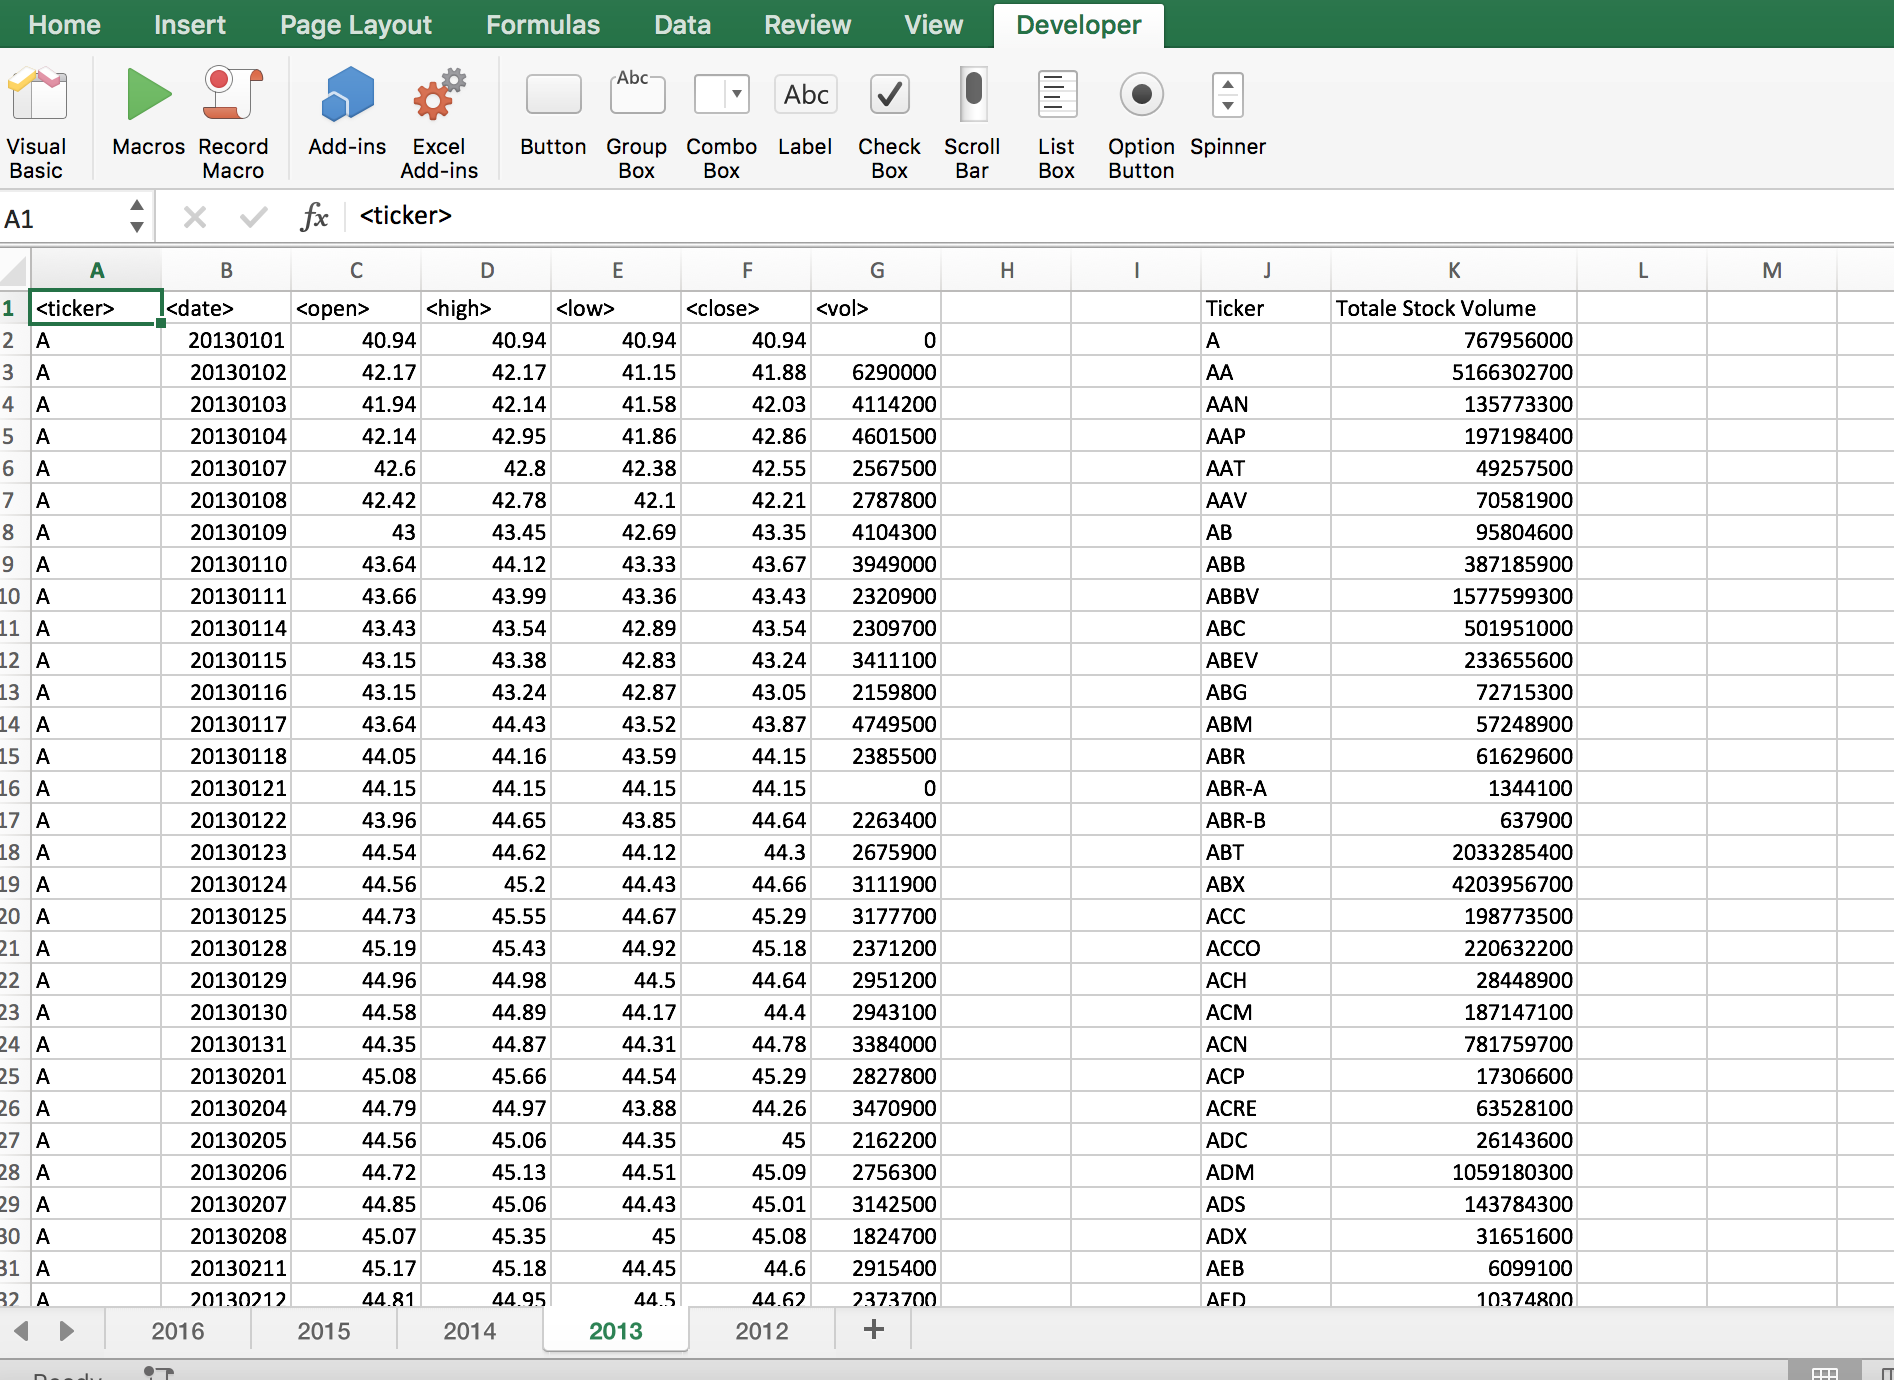 Home Insert Page Layout Formulas Data Review View Developer
Abc Abc
Visual Basic Macros Record Macro Add-ins Excel Add-ins Button Group Box Combo Box Label Check Box Scroll Bar List Box Option Button Spinner
A1 fx <ticker>
A B C D E F G H I J K L M
1 <ticker> <date> <open> <high> <low> <close> <vol> Ticker Totale Stock Volume
2 A 20130101 40.94 40.94 40.94 40.94 0 A 767956000
3 A 20130102 42.17 42.17 41.15 41.88 6290000 AA 5166302700
4 A 20130103 41.94 42.14 41.58 42.03 4114200 AAN 135773300
5 A 20130104 42.14 42.95 41.86 42.86 4601500 AAP 197198400
6 A 20130107 42.6 42.8 42.38 42.55 2567500 AAT 49257500
7 A 20130108 42.42 42.78 42.1 42.21 2787800 AAV 70581900
8 A 20130109 43 43.45 42.69 43.35 4104300 AB 95804600
9 A 20130110 43.64 44.12 43.33 43.67 3949000 ABB 387185900
10 A 20130111 43.66 43.99 43.36 43.43 2320900 ABBV 1577599300
11 A 20130114 43.43 43.54 42.89 43.54 2309700 ABC 501951000
12 A 20130115 43.15 43.38 42.83 43.24 3411100 ABEV 233655600
13 A 20130116 43.15 43.24 42.87 43.05 2159800 ABG 72715300
14 A 20130117 43.64 44.43 43.52 43.87 4749500 ABM 57248900
15 A 20130118 44.05 44.16 43.59 44.15 2385500 ABR 61629600
16 A 20130121 44.15 44.15 44.15 44.15 0 ABR-A 1344100
17 A 20130122 43.96 44.65 43.85 44.64 2263400 ABR-B 637900
18 A 20130123 44.54 44.62 44.12 44.3 2675900 ABT 2033285400
19 A 20130124 44.56 45.2 44.43 44.66 3111900 ABX 4203956700
20 A 20130125 44.73 45.55 44.67 45.29 3177700 ACC 198773500
21 A 20130128 45.19 45.43 44.92 45.18 2371200 ACCO 220632200
22 A 20130129 44.96 44.98 44.5 44.64 2951200 ACH 28448900
23 A 20130130 44.58 44.89 44.17 44.4 2943100 ACM 187147100
24 A 20130131 44.35 44.87 44.31 44.78 3384000 ACN 781759700
25 A 20130201 45.08 45.66 44.54 45.29 2827800 ACP 17306600
26 A 20130204 44.79 44.97 43.88 44.26 3470900 ACRE 63528100
27 A 20130205 44.56 45.06 44.35 45 2162200 ADC 26143600
28 A 20130206 44.72 45.13 44.51 45.09 2756300 ADM 1059180300
29 A 20130207 44.85 45.06 44.43 45.01 3142500 ADS 143784300
30 A 20130208 45.07 45.35 45 45.08 1824700 ADX 31651600
31 A 20130211 45.17 45.18 44.45 44.6 2915400 AEB 6099100
32 A 20130212 44.81 44.95 44.5 44.62 2373700 AED 10374800
2016 2015 2014 2013 2012 +
Ready